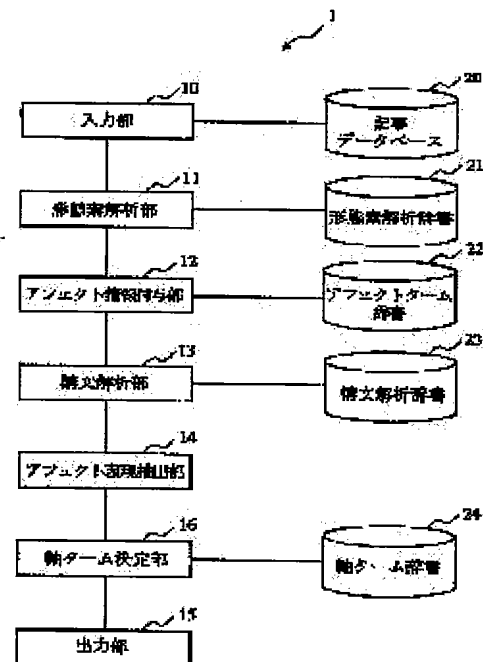 1
10
入力部
20
記事
データベース
11
形態素解析部
21
形態素解析辞書
12
アフェクト情報付与部
22
アフェクトターム
辞書
13
構文解析部
23
構文解析辞書
14
アフェクト表現抽出部
16
軸ターム決定部
24
軸ターム辞書
15
出力部